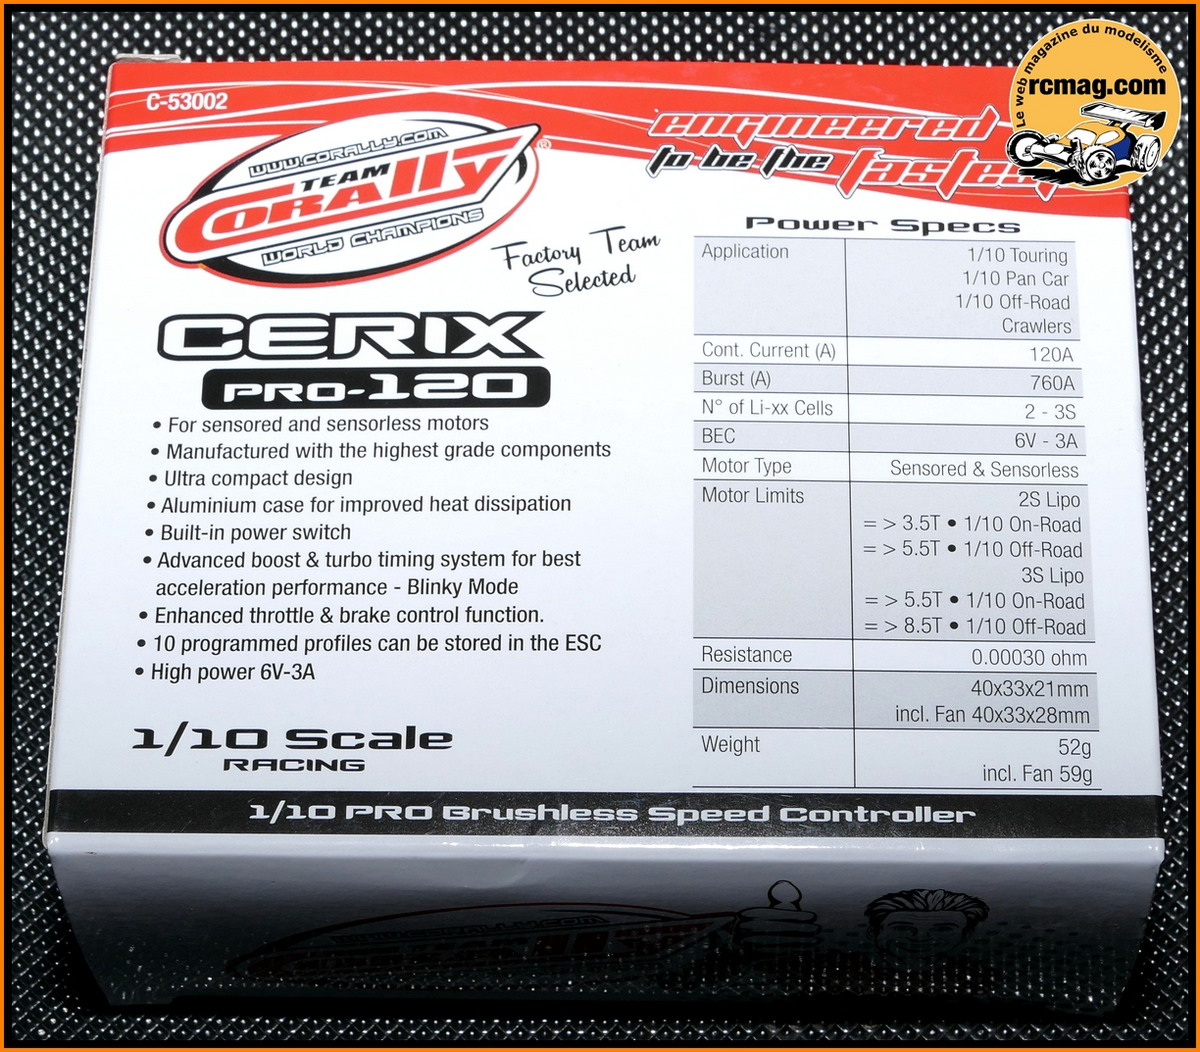 Le web magazine du modelisme
rcmag.com
C-53002
engineered
to be the fastest
www.corally.com
TEAM
CORALLY®
WORLD CHAMPIONS
Factory Team
Selected
CERIX
PRO-120
• For sensored and sensorless motors
• Manufactured with the highest grade components
• Ultra compact design
• Aluminium case for improved heat dissipation
• Built-in power switch
• Advanced boost & turbo timing system for best
acceleration performance - Blinky Mode
• Enhanced throttle & brake control function.
• 10 programmed profiles can be stored in the ESC
• High power 6V-3A
1/10 Scale
RACING
Power Specs
Application 1/10 Touring
1/10 Pan Car
1/10 Off-Road
Crawlers
Cont. Current (A) 120A
Burst (A) 760A
N° of Li-xx Cells 2 - 3S
BEC 6V - 3A
Motor Type Sensored & Sensorless
Motor Limits 2S Lipo
= > 3.5T • 1/10 On-Road
= > 5.5T • 1/10 Off-Road
3S Lipo
= > 5.5T • 1/10 On-Road
= > 8.5T • 1/10 Off-Road
Resistance 0.00030 ohm
Dimensions 40x33x21mm
incl. Fan 40x33x28mm
Weight 52g
incl. Fan 59g
1/10 PRO Brushless Speed Controller
www.corally.com